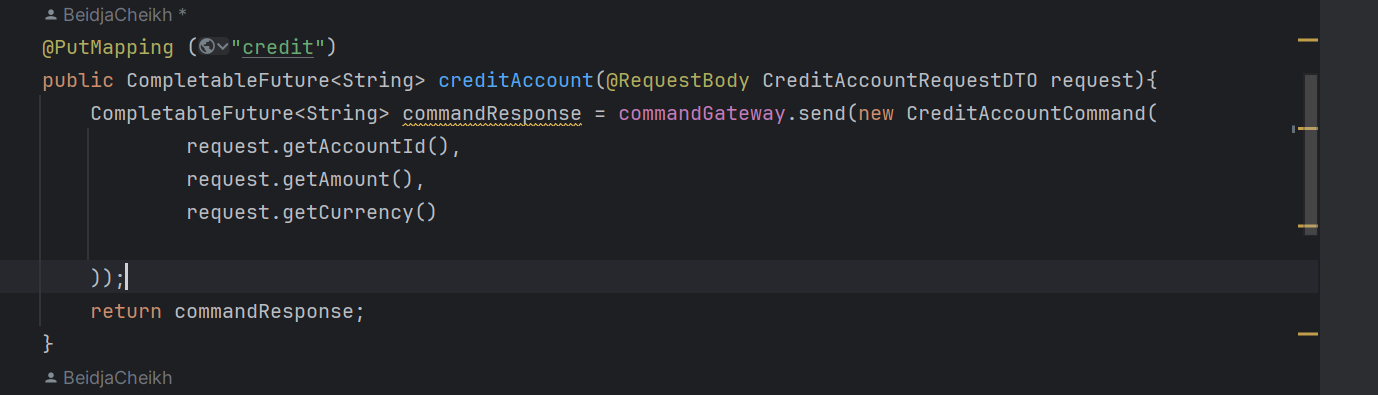 BeidjaCheikh *
@PutMapping ("credit")
public CompletableFuture<String> creditAccount(@RequestBody CreditAccountRequestDTO request){
    CompletableFuture<String> commandResponse = commandGateway.send(new CreditAccountCommand(
            request.getAccountId(),
            request.getAmount(),
            request.getCurrency()
    ));
    return commandResponse;
}
BeidjaCheikh